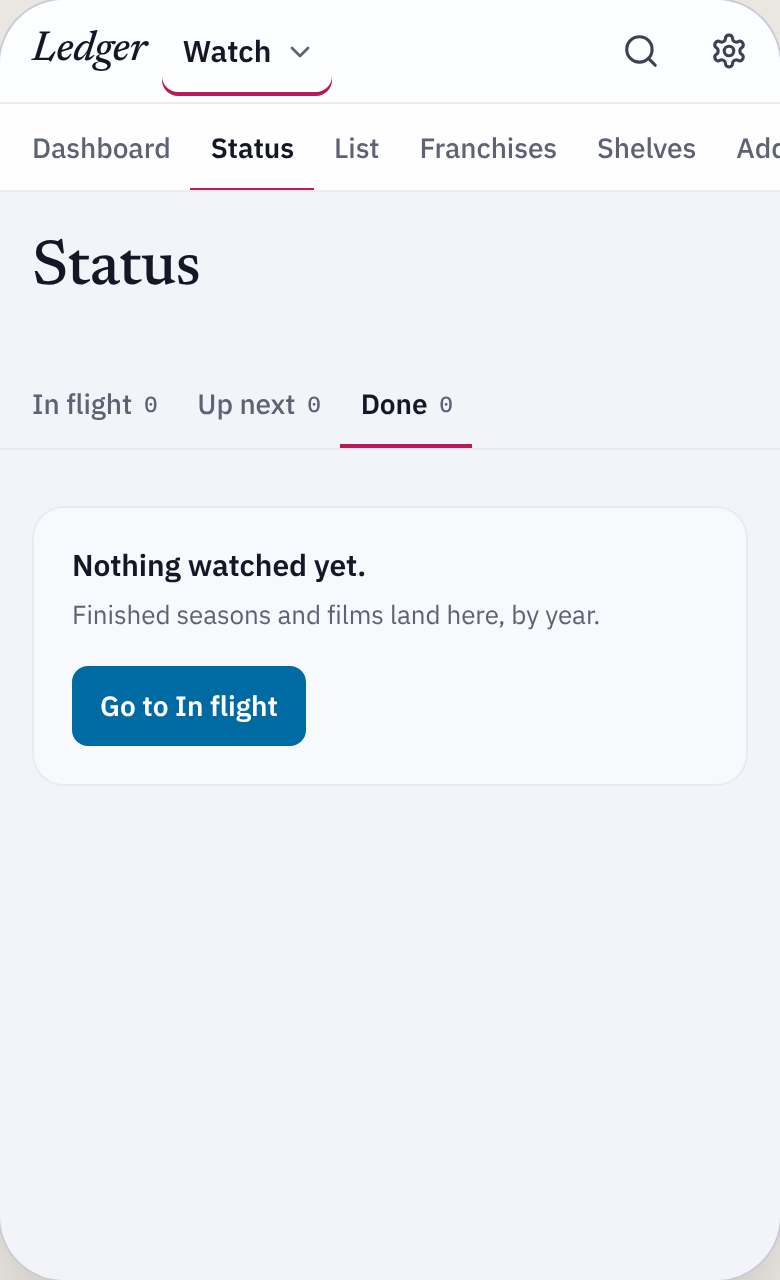 Ledger Watch
Dashboard Status List Franchises Shelves
Status
In flight 0 Up next 0 Done 0
Nothing watched yet.
Finished seasons and films land here, by year.
Go to In flight